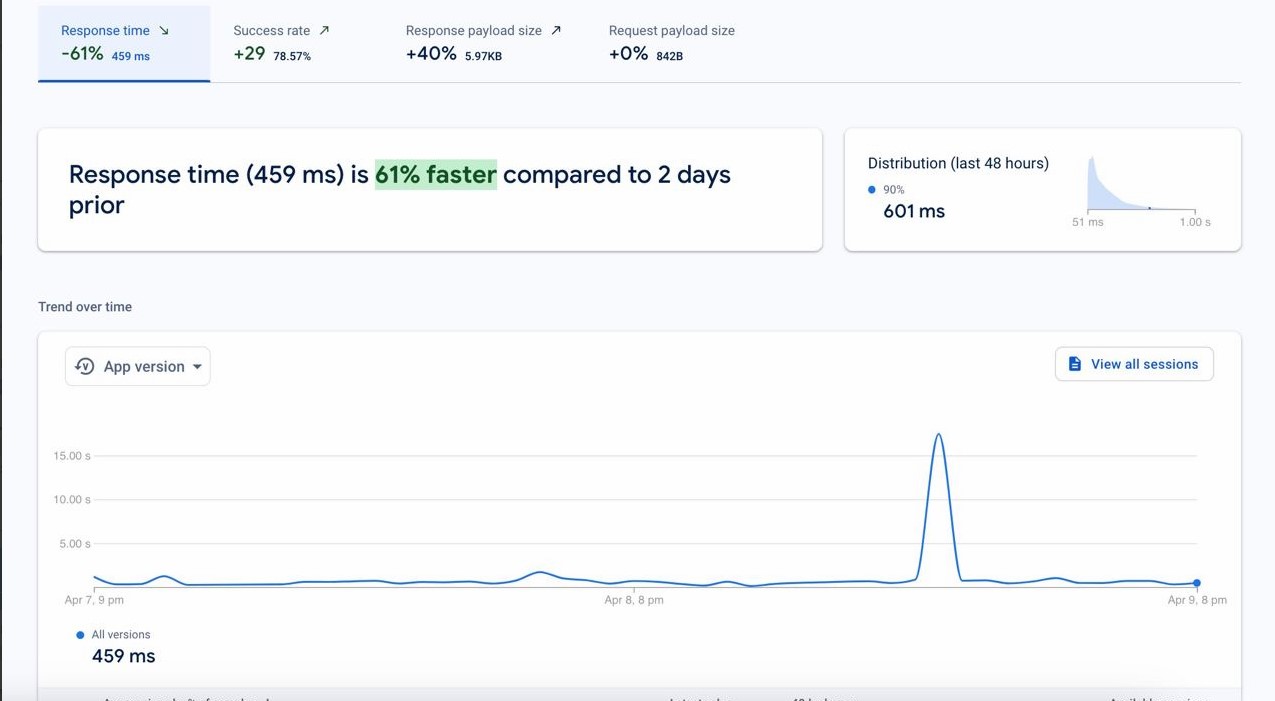 Response time ↘ Success rate ↗ Response payload size ↗ Request payload size
-61% 459 ms +29 78.57% +40% 5.97KB +0% 842B
Response time (459 ms) is 61% faster compared to 2 days
prior
Distribution (last 48 hours)
90%
601 ms
51 ms 1.00 s
Trend over time
App version
View all sessions
15.00 s
10.00 s
5.00 s
Apr 7, 9 pm Apr 8, 8 pm Apr 9, 8 pm
All versions
459 ms